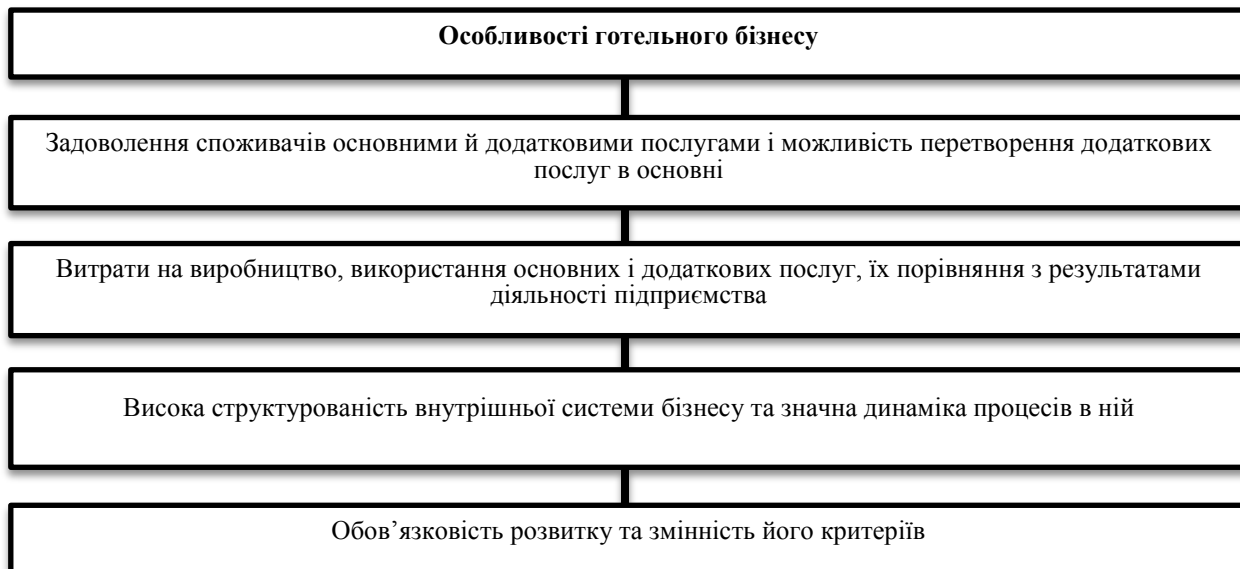 Особливості готельного бізнесу
Задоволення споживачів основними й додатковими послугами і можливість перетворення додаткових
послуг в основні
Витрати на виробництво, використання основних і додаткових послуг, їх порівняння з результатами
діяльності підприємства
Висока структурованість внутрішньої системи бізнесу та значна динаміка процесів в ній
Обов’язковість розвитку та змінність його критеріїв